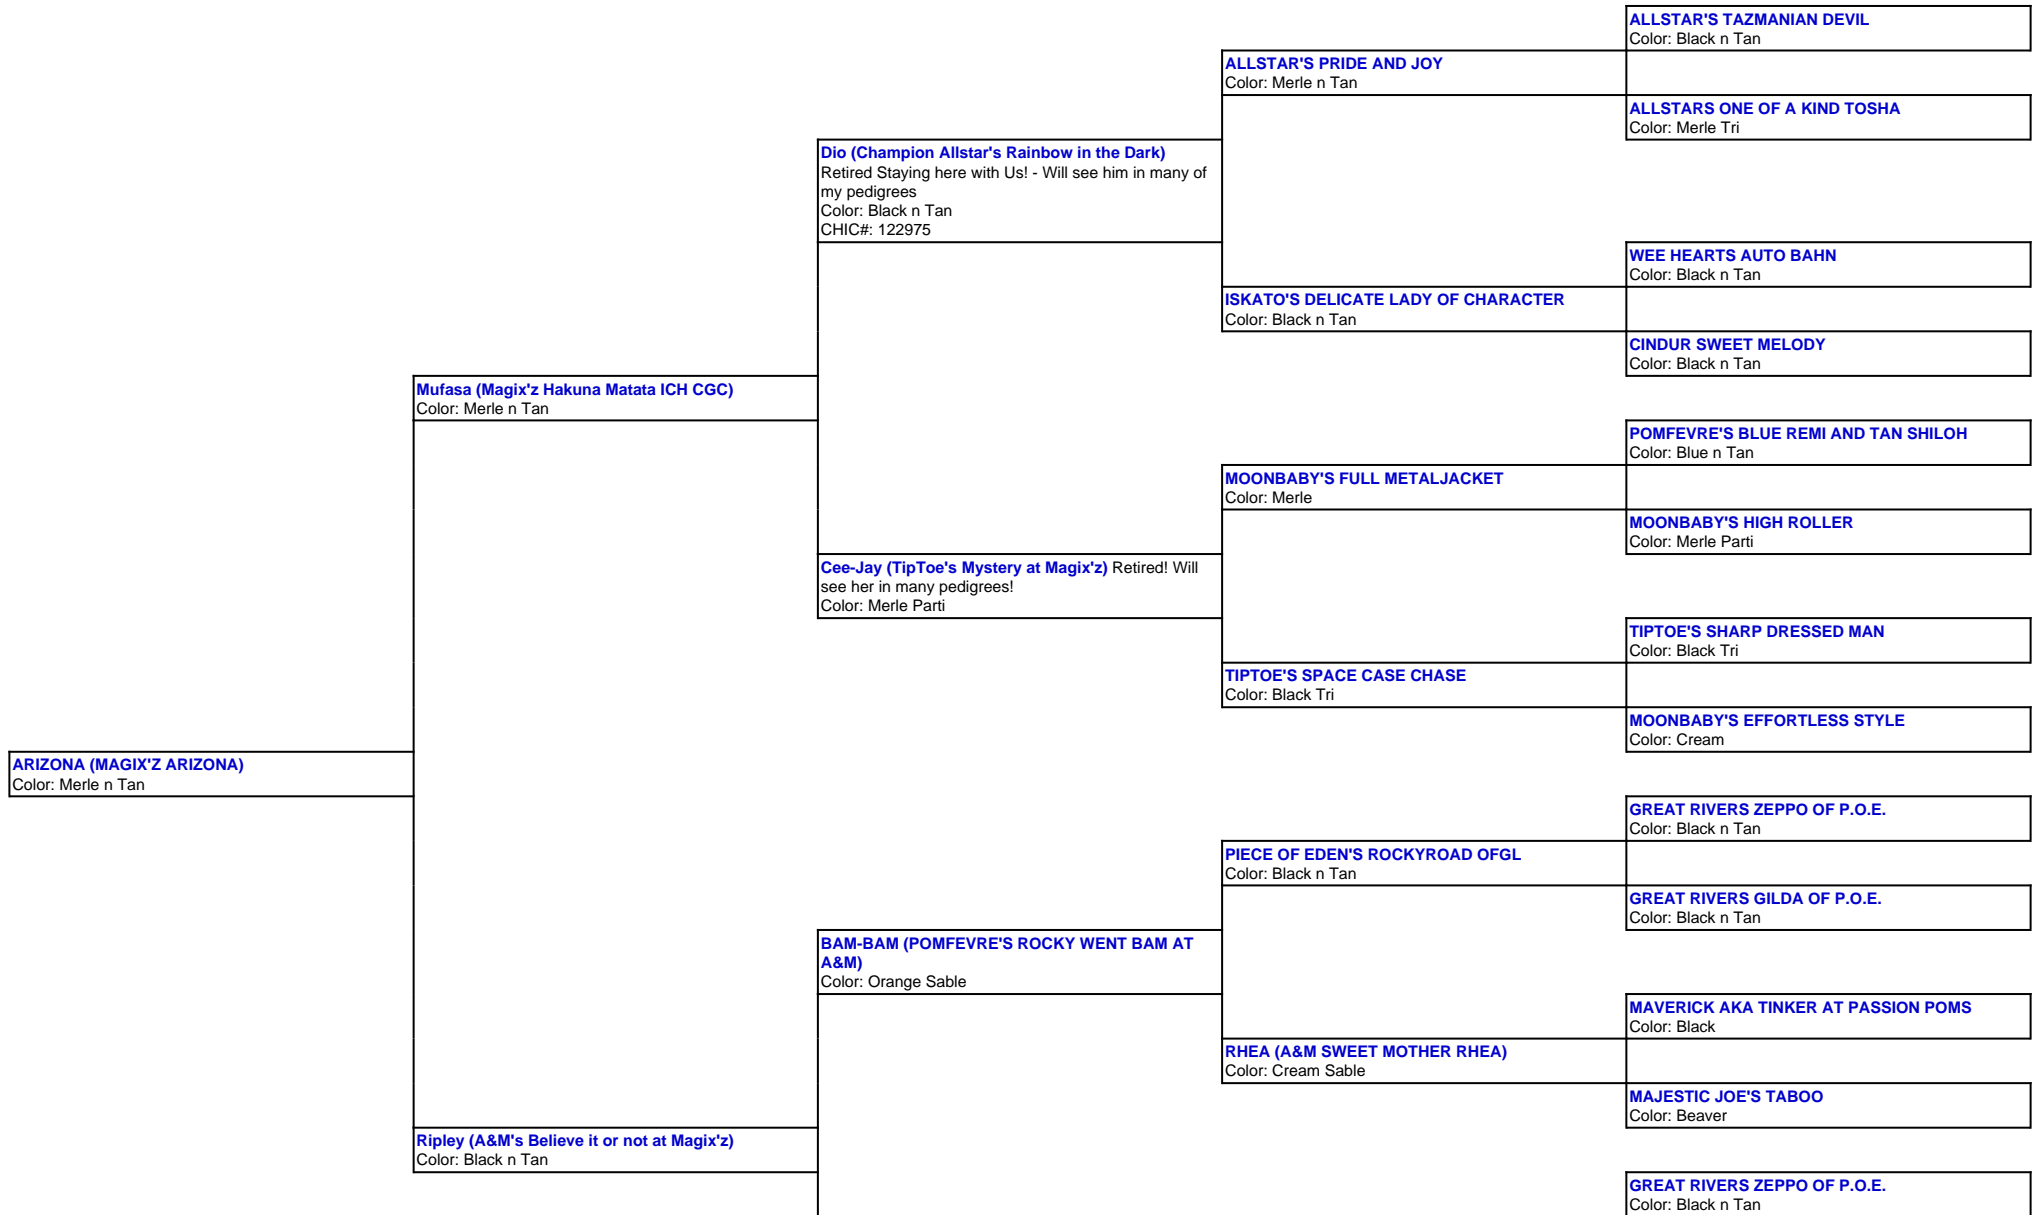 ALLSTAR'S TAZMANIAN DEVIL
Color: Black n Tan
ALLSTAR'S PRIDE AND JOY
Color: Merle n Tan
ALLSTARS ONE OF A KIND TOSHA
Color: Merle Tri
Dio (Champion Allstar's Rainbow in the Dark)
Retired Staying here with Us! - Will see him in many of
my pedigrees
Color: Black n Tan
CHIC#: 122975
WEE HEARTS AUTO BAHN
Color: Black n Tan
ISKATO'S DELICATE LADY OF CHARACTER
Color: Black n Tan
CINDUR SWEET MELODY
Color: Black n Tan
Mufasa (Magix'z Hakuna Matata ICH CGC)
Color: Merle n Tan
POMFEVRE'S BLUE REMI AND TAN SHILOH
Color: Blue n Tan
MOONBABY'S FULL METALJACKET
Color: Merle
MOONBABY'S HIGH ROLLER
Color: Merle Parti
Cee-Jay (TipToe's Mystery at Magix'z) Retired! Will
see her in many pedigrees!
Color: Merle Parti
TIPTOE'S SHARP DRESSED MAN
Color: Black Tri
TIPTOE'S SPACE CASE CHASE
Color: Black Tri
MOONBABY'S EFFORTLESS STYLE
Color: Cream
ARIZONA (MAGIX'Z ARIZONA)
Color: Merle n Tan
GREAT RIVERS ZEPPO OF P.O.E.
Color: Black n Tan
PIECE OF EDEN'S ROCKYROAD OFGL
Color: Black n Tan
GREAT RIVERS GILDA OF P.O.E.
Color: Black n Tan
BAM-BAM (POMFEVRE'S ROCKY WENT BAM AT
A&M)
Color: Orange Sable
MAVERICK AKA TINKER AT PASSION POMS
Color: Black
RHEA (A&M SWEET MOTHER RHEA)
Color: Cream Sable
MAJESTIC JOE'S TABOO
Color: Beaver
Ripley (A&M's Believe it or not at Magix'z)
Color: Black n Tan
GREAT RIVERS ZEPPO OF P.O.E.
Color: Black n Tan